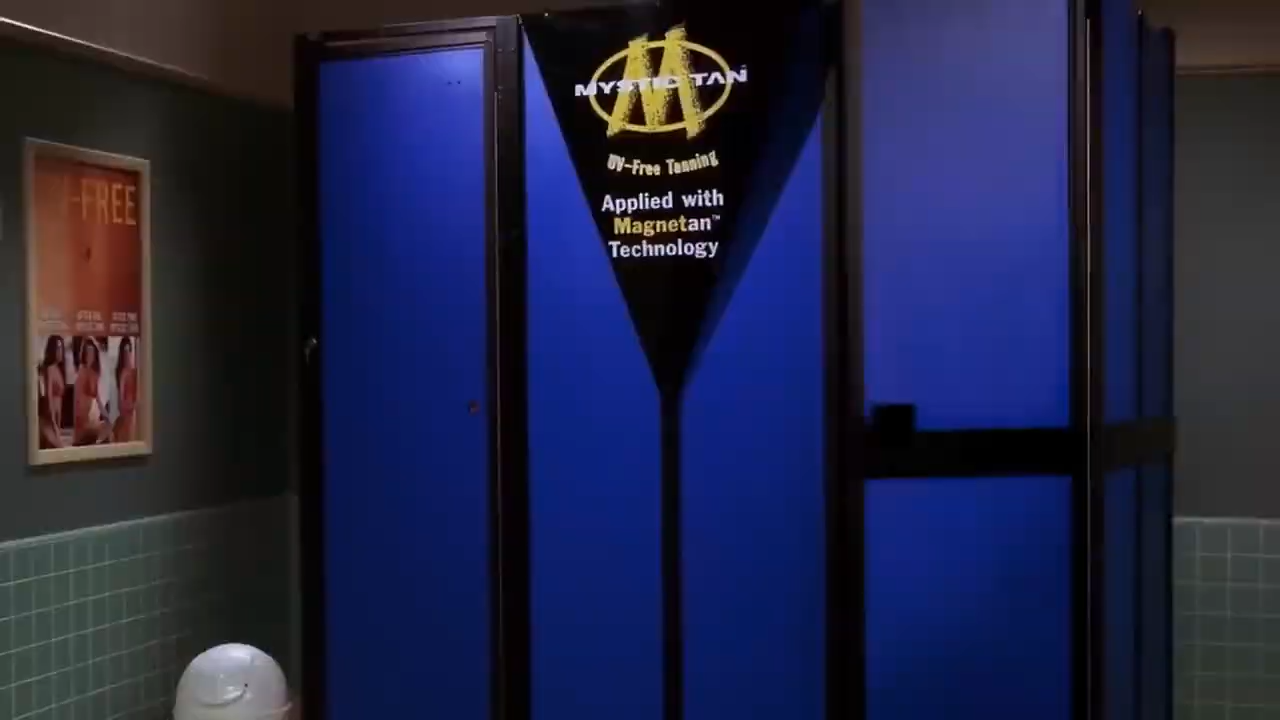 MYSTIC TAN
UV-Free Tanning
Applied with
Magnetan™
Technology
-FREE